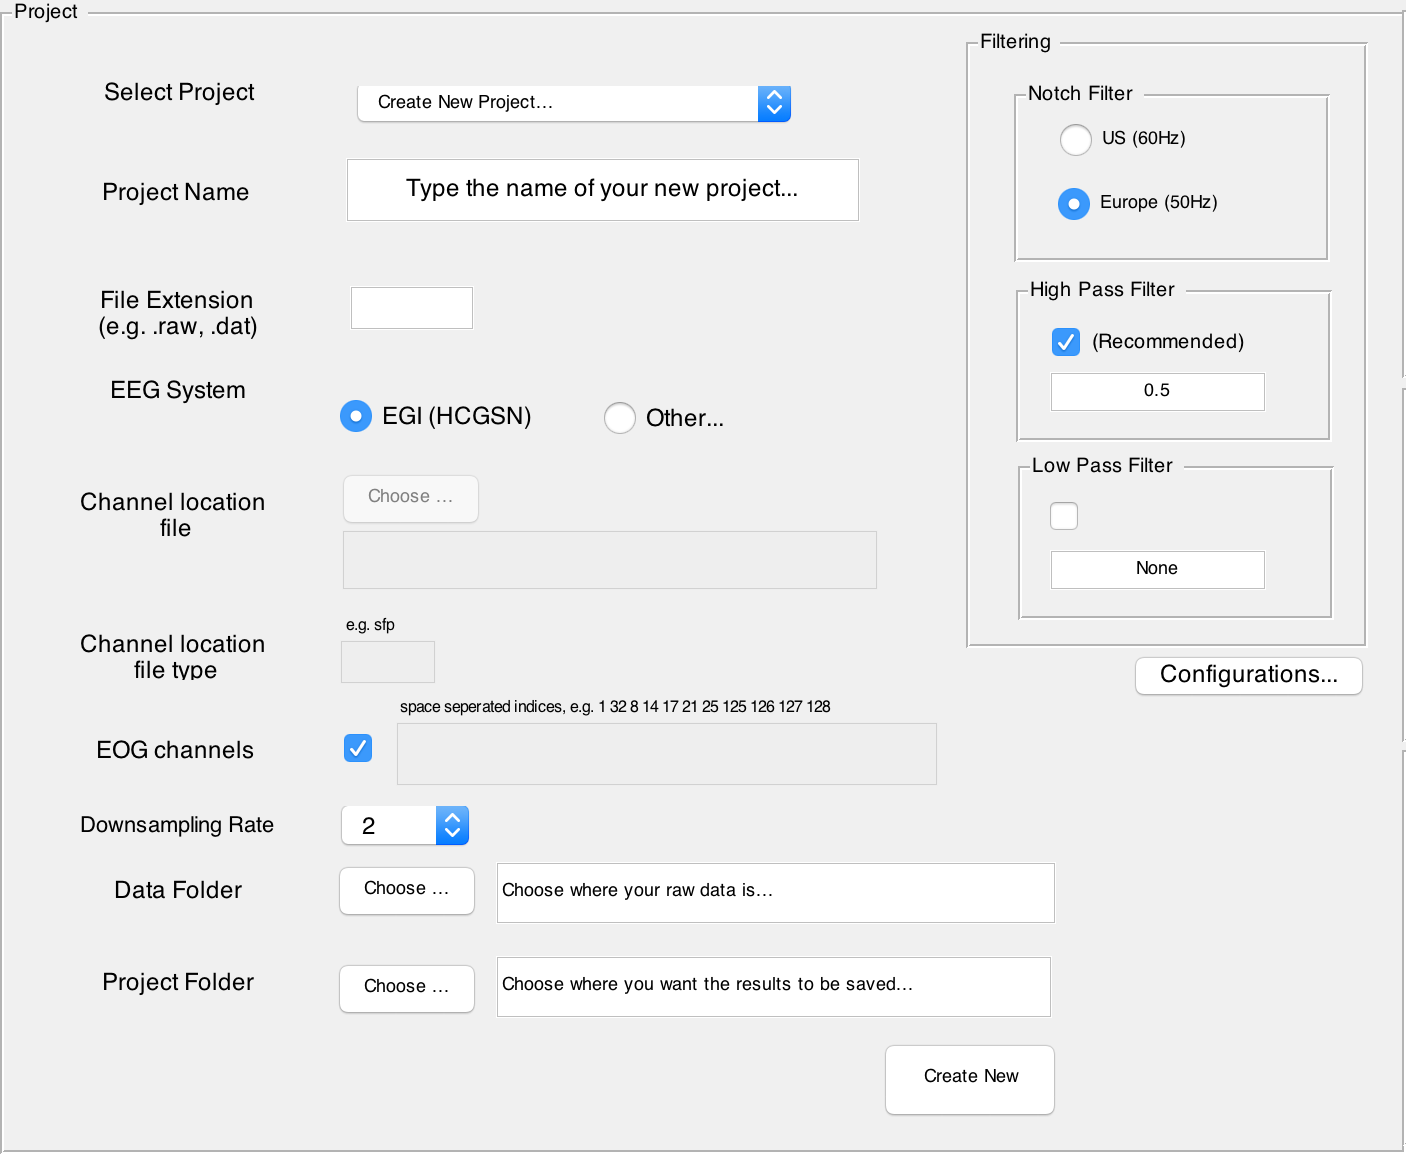 Project
Select Project
Create New Project...
Project Name
Type the name of your new project...
File Extension
(e.g. .raw, .dat)
EEG System
EGI (HCGSN)
Other...
Channel location
file
Choose ...
Channel location
file type
e.g. sfp
space seperated indices, e.g. 1 32 8 14 17 21 25 125 126 127 128
EOG channels
Downsampling Rate
2
Data Folder
Choose ...
Choose where your raw data is...
Project Folder
Choose ...
Choose where you want the results to be saved...
Create New
Filtering
Notch Filter
US (60Hz)
Europe (50Hz)
High Pass Filter
(Recommended)
0.5
Low Pass Filter
None
Configurations...